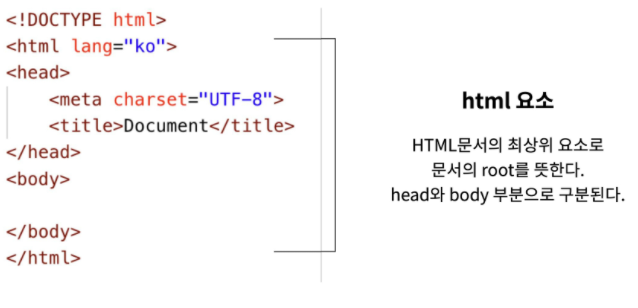 <!DOCTYPE html>
<html lang="ko">
<head>
    <meta charset="UTF-8">
    <title>Document</title>
</head>
<body>
</body>
</html>
html 요소
HTML문서의 최상위 요소로
문서의 root를 뜻한다.
head와 body 부분으로 구분된다.